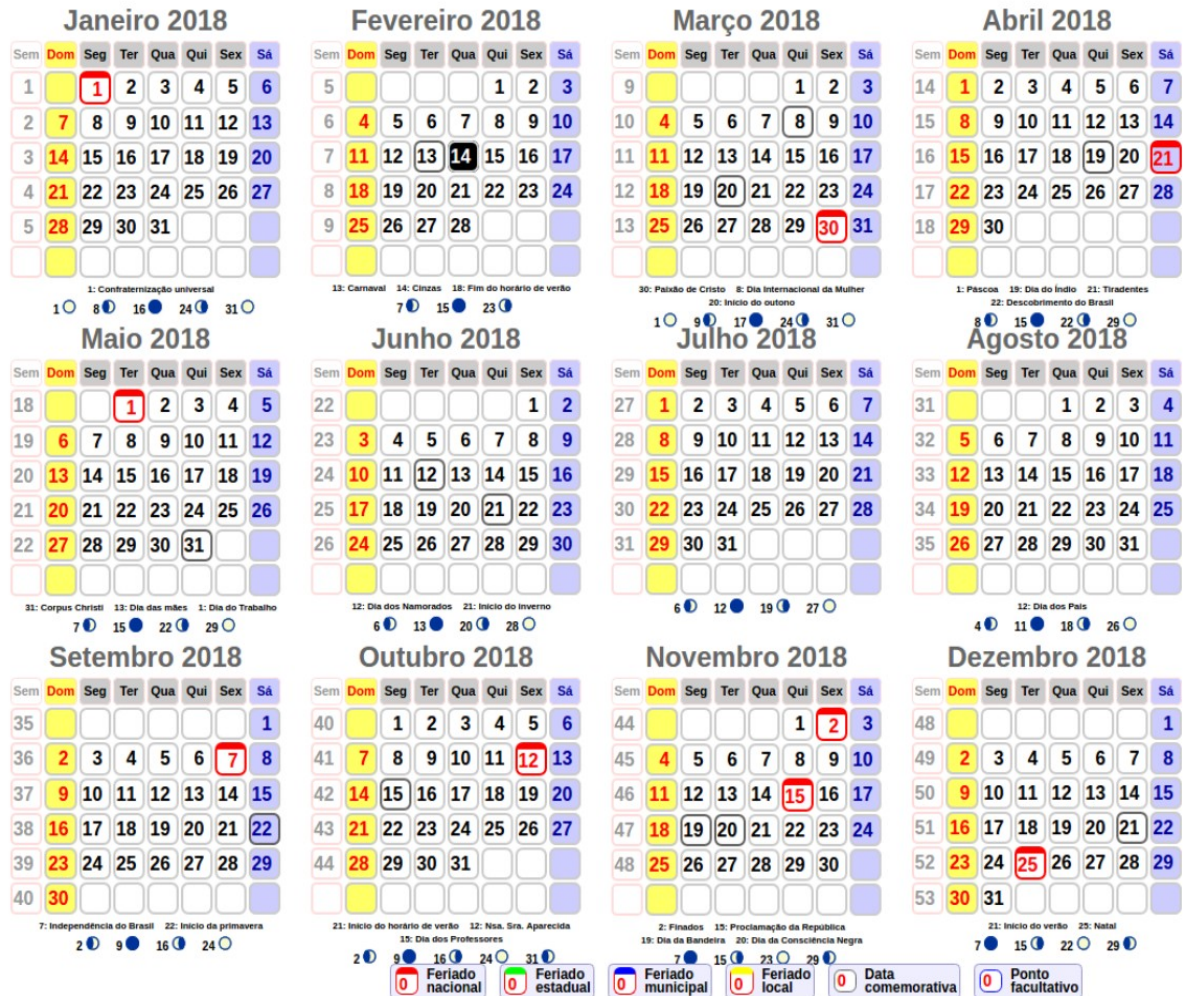 Janeiro 2018 Fevereiro 2018 Março 2018 Abril 2018
Sem Dom Seg Ter Qua Qui Sex Sá Sem Dom Seg Ter Qua Qui Sex Sá Sem Dom Seg Ter Qua Qui Sex Sá Sem Dom Seg Ter Qua Qui Sex Sá
1 1 2 3 4 5 6 5 1 2 3 9 1 2 3 14 1 2 3 4 5 6 7
2 7 8 9 10 11 12 13 6 4 5 6 7 8 9 10 10 4 5 6 7 8 9 10 15 8 9 10 11 12 13 14
3 14 15 16 17 18 19 20 7 11 12 13 14 15 16 17 11 11 12 13 14 15 16 17 16 15 16 17 18 19 20 21
4 21 22 23 24 25 26 27 8 18 19 20 21 22 23 24 12 18 19 20 21 22 23 24 17 22 23 24 25 26 27 28
5 28 29 30 31 9 25 26 27 28 13 25 26 27 28 29 30 31 18 29 30
1: Confraternização universal 13: Carnaval 14: Cinzas 18: Fim do horário de verão 30: Paixão de Cristo 8: Dia Internacional da Mulher 1: Páscoa 19: Dia do Índio 21: Tiradentes
20: Início do outono 22: Descobrimento do Brasil
1 8 16 24 31 7 15 23 1 9 17 24 31 8 15 22 29
Maio 2018 Junho 2018 Julho 2018 Agosto 2018
Sem Dom Seg Ter Qua Qui Sex Sá Sem Dom Seg Ter Qua Qui Sex Sá Sem Dom Seg Ter Qua Qui Sex Sá Sem Dom Seg Ter Qua Qui Sex Sá
18 1 2 3 4 5 22 1 2 27 1 2 3 4 5 6 7 31 1 2 3 4
19 6 7 8 9 10 11 12 23 3 4 5 6 7 8 9 28 8 9 10 11 12 13 14 32 5 6 7 8 9 10 11
20 13 14 15 16 17 18 19 24 10 11 12 13 14 15 16 29 15 16 17 18 19 20 21 33 12 13 14 15 16 17 18
21 20 21 22 23 24 25 26 25 17 18 19 20 21 22 23 30 22 23 24 25 26 27 28 34 19 20 21 22 23 24 25
22 27 28 29 30 31 26 24 25 26 27 28 29 30 31 29 30 31 35 26 27 28 29 30 31
31: Corpus Christi 13: Dia das mães 1: Dia do Trabalho 12: Dia dos Namorados 21: Início do inverno 12: Dia dos Pais
7 15 22 29 6 13 20 28 6 12 19 27 4 11 18 26
Setembro 2018 Outubro 2018 Novembro 2018 Dezembro 2018
Sem Dom Seg Ter Qua Qui Sex Sá Sem Dom Seg Ter Qua Qui Sex Sá Sem Dom Seg Ter Qua Qui Sex Sá Sem Dom Seg Ter Qua Qui Sex Sá
35 1 40 1 2 3 4 5 6 44 1 2 3 48 1
36 2 3 4 5 6 7 8 41 7 8 9 10 11 12 13 45 4 5 6 7 8 9 10 49 2 3 4 5 6 7 8
37 9 10 11 12 13 14 15 42 14 15 16 17 18 19 20 46 11 12 13 14 15 16 17 50 9 10 11 12 13 14 15
38 16 17 18 19 20 21 22 43 21 22 23 24 25 26 27 47 18 19 20 21 22 23 24 51 16 17 18 19 20 21 22
39 23 24 25 26 27 28 29 44 28 29 30 31 48 25 26 27 28 29 30 52 23 24 25 26 27 28 29
40 30 53 30 31
7: Independência do Brasil 22: Início da primavera 21: Início do horário de verão 12: Nsa. Sra. Aparecida 2: Finados 15: Proclamação da República 21: Início do verão 25: Natal
15: Dia dos Professores 19: Dia da Bandeira 20: Dia da Consciência Negra
2 9 16 24 2 9 16 24 31 7 15 23 29 7 15 22 29
0 Feriado nacional 0 Feriado estadual 0 Feriado municipal 0 Feriado local 0 Data comemorativa 0 Ponto facultativo